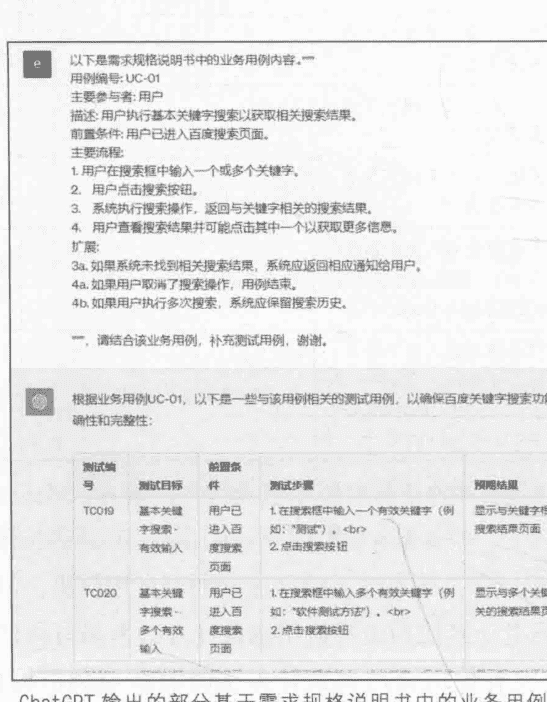 e
以下是需求规格说明书中的业务用例内容。"""
用例编号: UC-01
主要参与者: 用户
描述: 用户执行基本关键字搜索以获取相关搜索结果。
前置条件: 用户已进入百度搜索页面。
主要流程:
1. 用户在搜索框中输入一个或多个关键字。
2. 用户点击搜索按钮。
3. 系统执行搜索操作，返回与关键字相关的搜索结果。
4. 用户查看搜索结果并可能点击其中一个以获取更多信息。
扩展:
3a. 如果系统未找到相关搜索结果，系统应返回相应通知给用户。
4a. 如果用户取消了搜索操作，用例结束。
4b. 如果用户执行多次搜索，系统应保留搜索历史。
"""，请结合该业务用例，补充测试用例，谢谢。
根据业务用例UC-01，以下是一些与该用例相关的测试用例，以确保百度关键字搜索功
确性和完整性：
测试编号 测试目标 前置条件 测试步骤 预期结果
TC019 基本关键 用户已 1. 在搜索框中输入一个有效关键字（例 显示与关键字
字搜索 - 进入百 如："测试"）。<br> 搜索结果页面
有效输入 度搜索 2. 点击搜索按钮
页面
TC020 基本关键 用户已 1. 在搜索框中输入多个有效关键字（例 显示与多个关
字搜索 - 进入百 如："软件测试方法"）。<br> 关的搜索结果
多个有效 度搜索 2. 点击搜索按钮
输入 页面
ChatGPT 输出的部分基于需求规格说明书中的业务用例